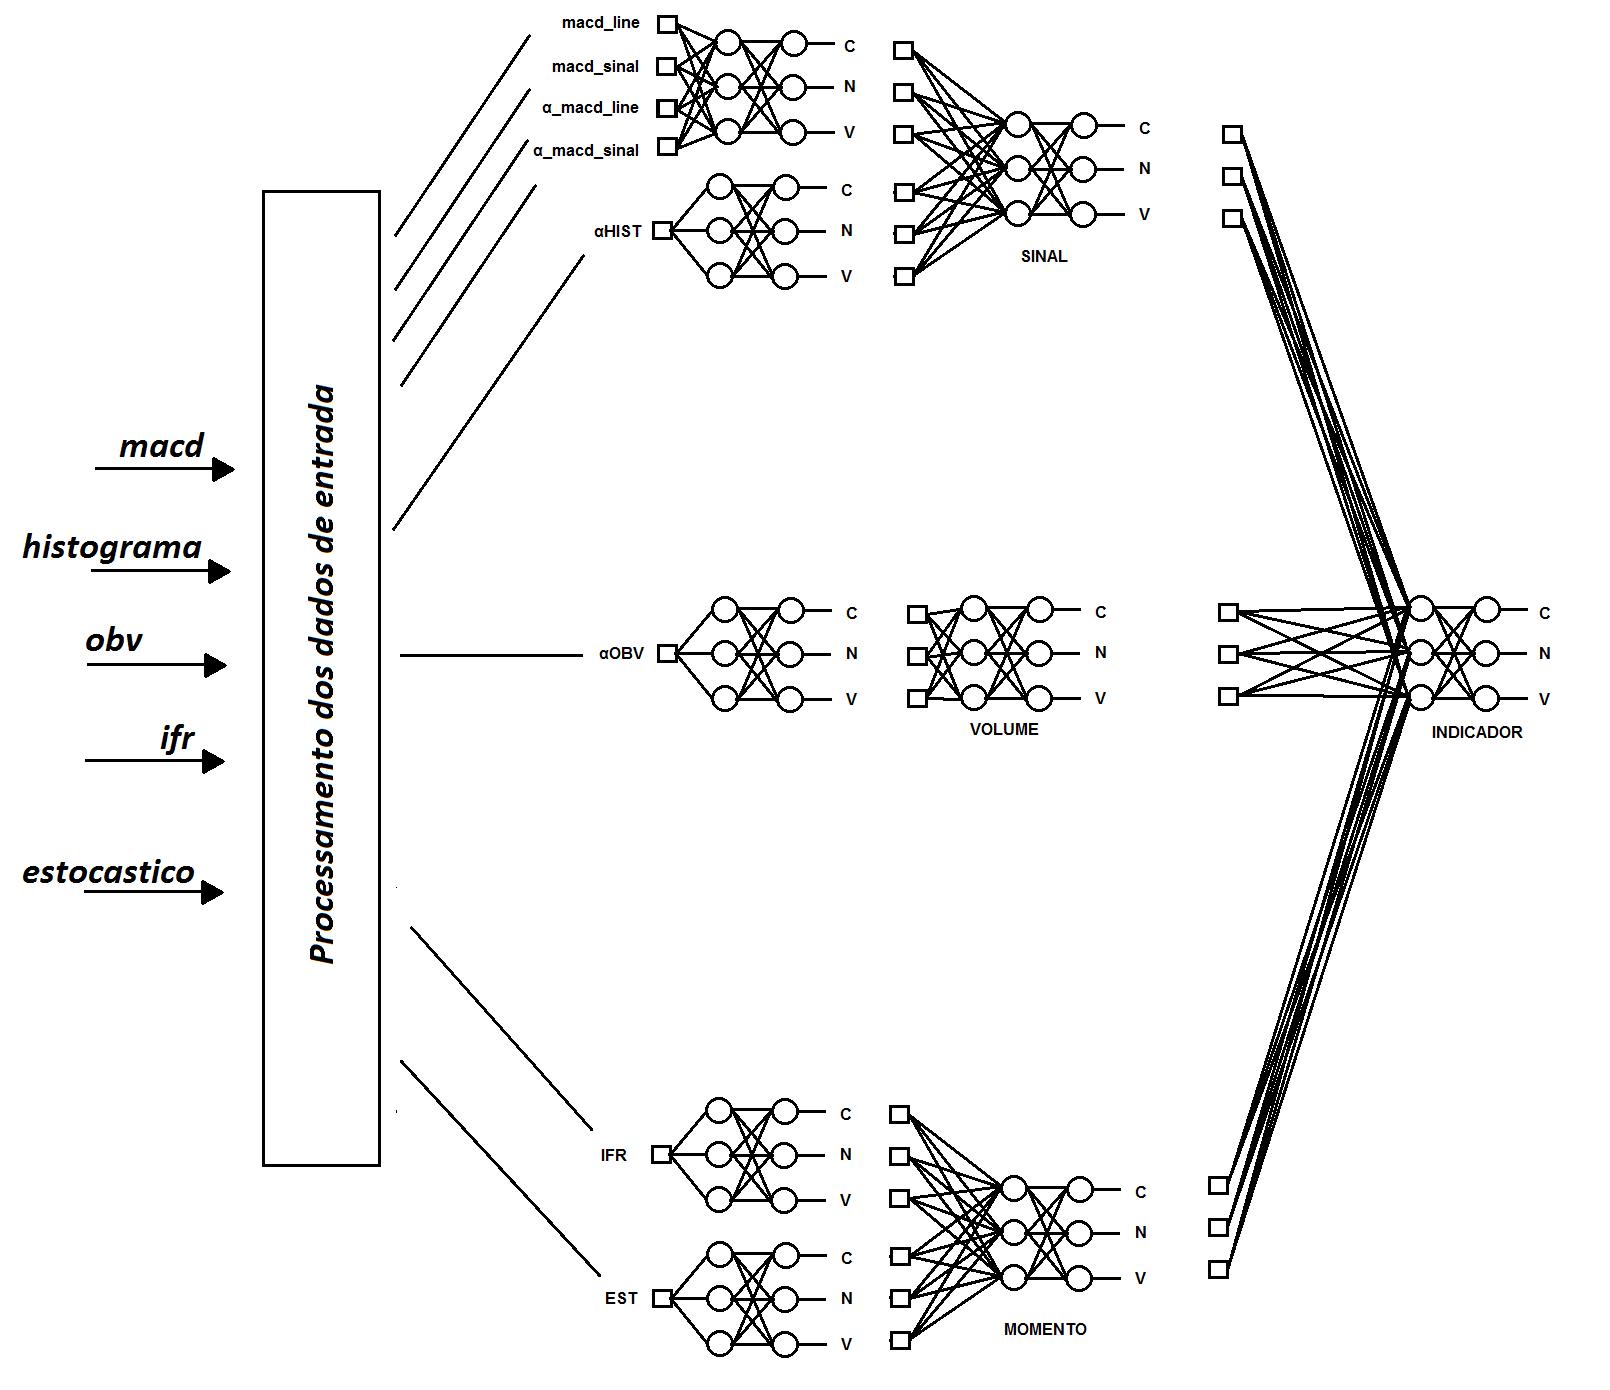 macd
histograma
obv
ifr
estocastico
Processamento dos dados de entrada
macd_line
macd_sinal
α_macd_line
α_macd_sinal
C
N
V
αHIST
C
N
V
C
N
V
SINAL
αOBV
C
N
V
C
N
V
VOLUME
C
N
V
INDICADOR
IFR
C
N
V
EST
C
N
V
C
N
V
MOMENTO